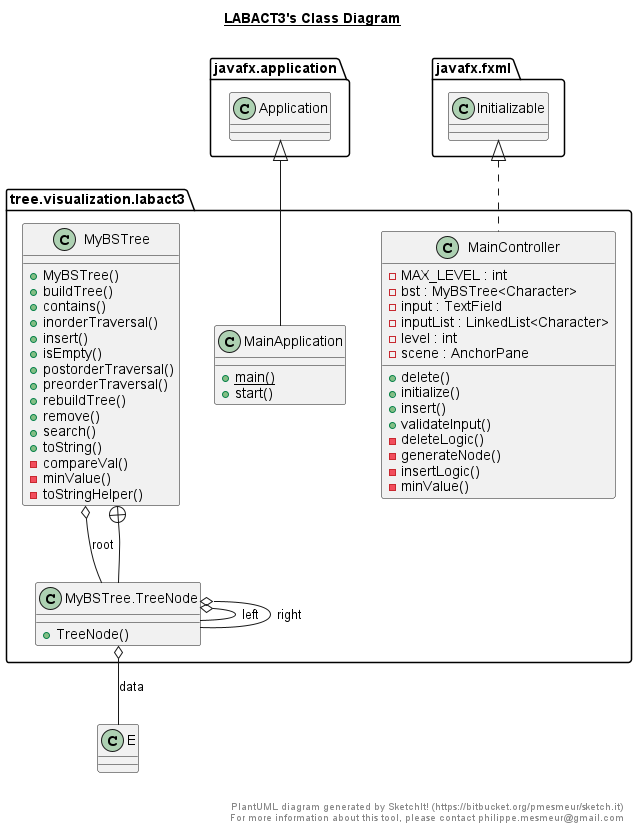 LABACT3's Class Diagram
javafx.application
C Application
javafx.fxml
C Initializable
tree.visualization.labact3
C MyBSTree
MyBSTree()
buildTree()
contains()
inorderTraversal()
insert()
isEmpty()
postorderTraversal()
preorderTraversal()
rebuildTree()
remove()
search()
toString()
compareVal()
minValue()
toStringHelper()
C MainApplication
main()
start()
C MainController
MAX_LEVEL : int
bst : MyBSTree<Character>
input : TextField
inputList : LinkedList<Character>
level : int
scene : AnchorPane
delete()
initialize()
insert()
validateInput()
deleteLogic()
generateNode()
insertLogic()
minValue()
root
C MyBSTree.TreeNode
TreeNode()
left
right
data
C E
PlantUML diagram generated by SketchIt! (https://bitbucket.org/pmesmeur/sketch.it)
For more information about this tool, please contact philippe.mesmeur@gmail.com